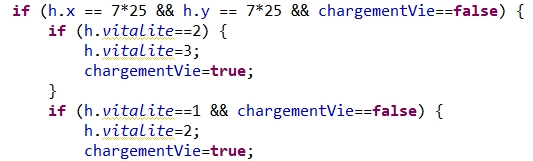 if (h.x == 7*25 && h.y == 7*25 && chargementVie==false) {
    if (h.vitalite==2) {
        h.vitalite=3;
        chargementVie=true;
    }
    if (h.vitalite==1 && chargementVie==false) {
        h.vitalite=2;
        chargementVie=true;